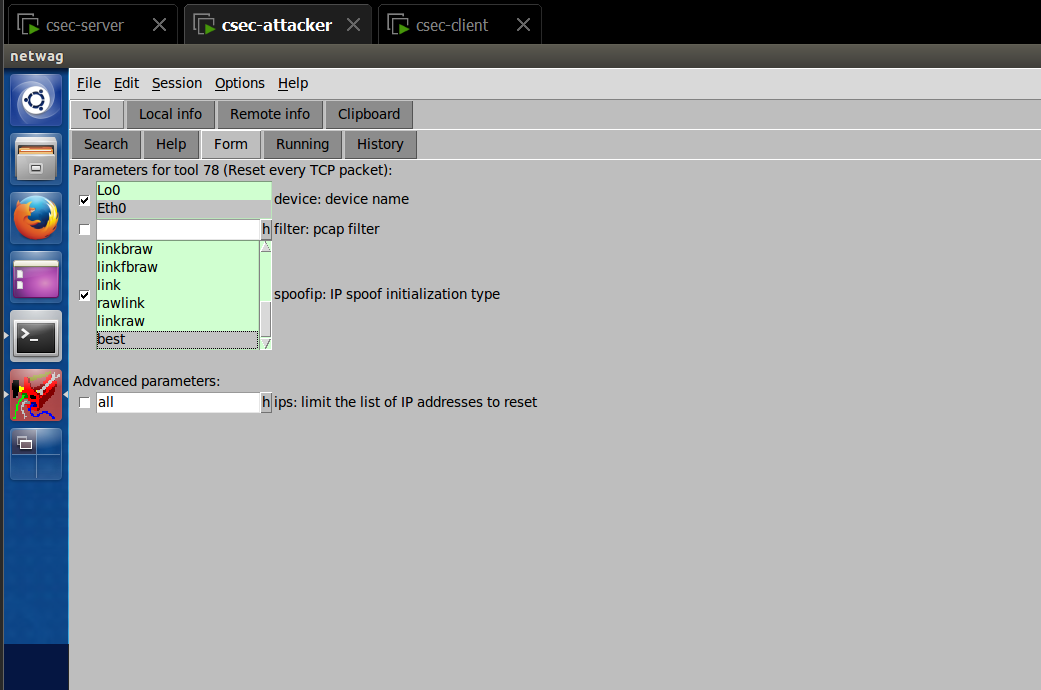 csec-server csec-attacker csec-client
netwag
File Edit Session Options Help
Tool Local info Remote info Clipboard
Search Help Form Running History
Parameters for tool 78 (Reset every TCP packet):
Lo0
Eth0
device: device name
h filter: pcap filter
linkbraw
linkfbraw
link
rawlink
linkraw
best
spoofip: IP spoof initialization type
Advanced parameters:
all h ips: limit the list of IP addresses to reset